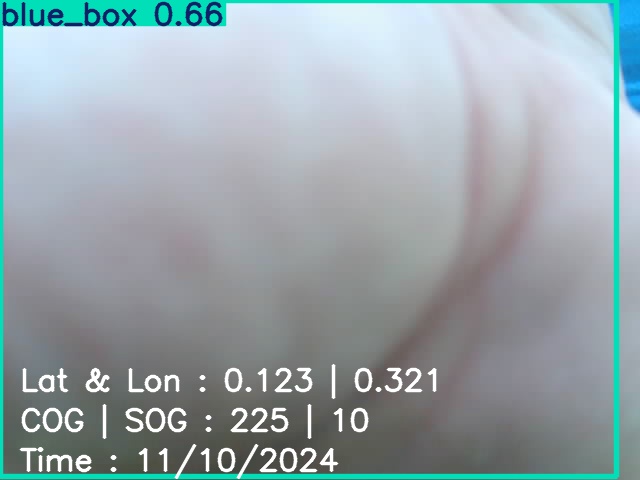 blue_box 0.66
Lat & Lon : 0.123 | 0.321
COG | SOG : 225 | 10
Time : 11/10/2024